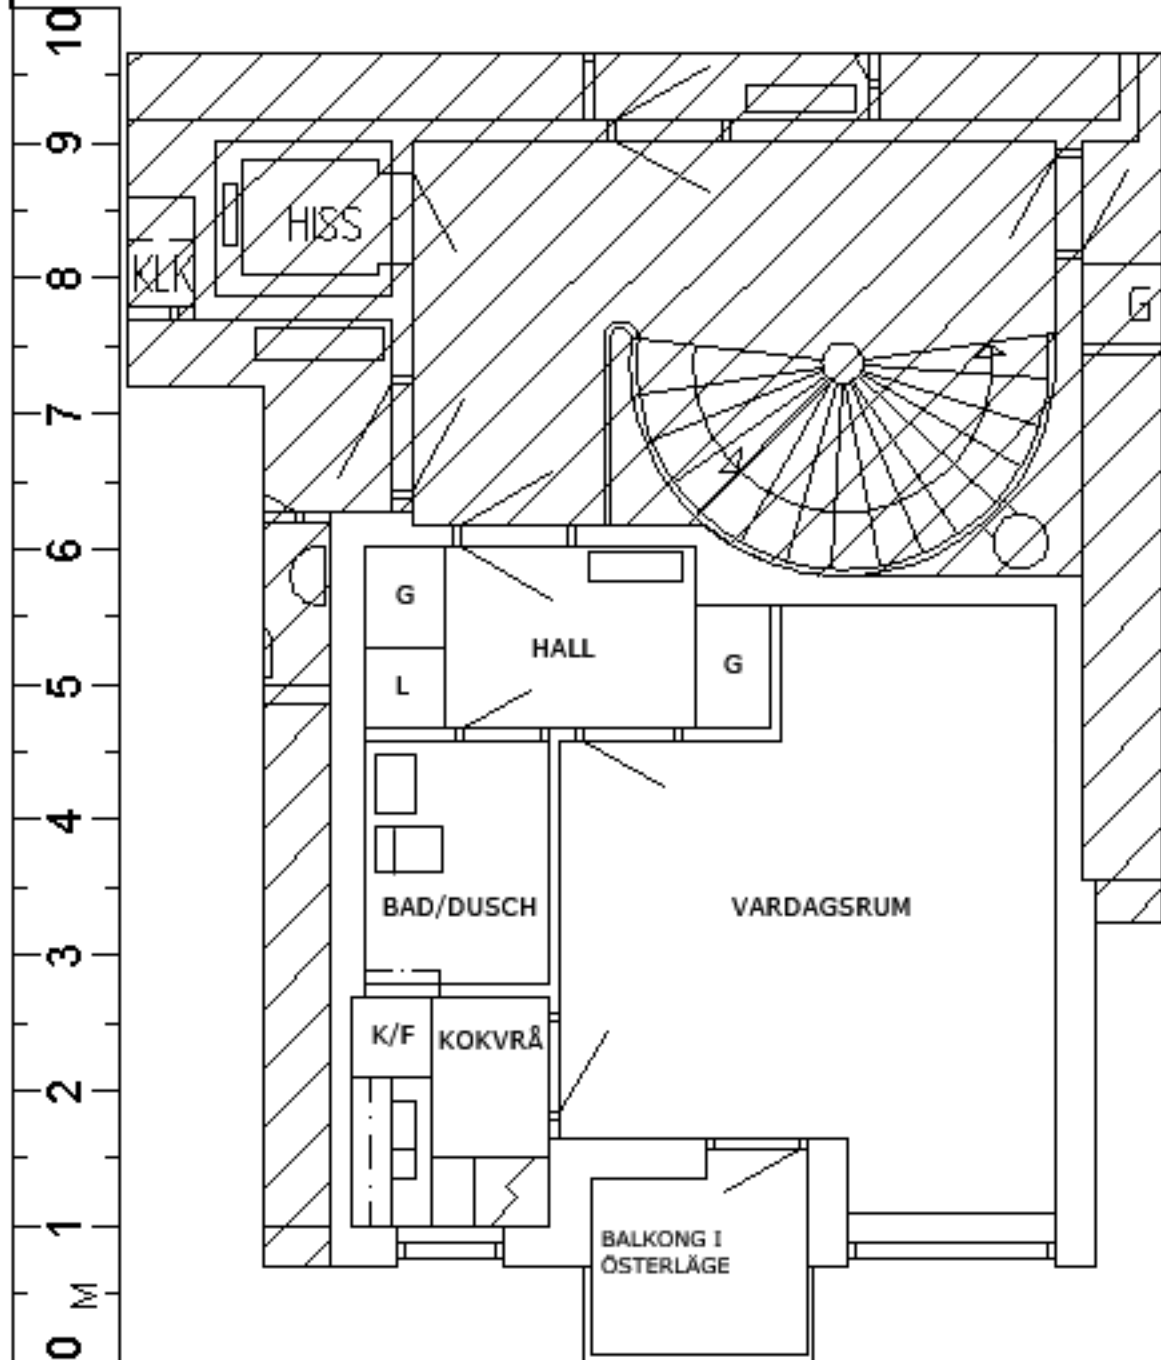 10
9
8
7
6
5
4
3
2
1
M
0
HISS
KLK
G
G
HALL
L
G
BAD/DUSCH
VARDAGSRUM
K/F
KOKVRÅ
BALKONG I
ÖSTERLÄGE